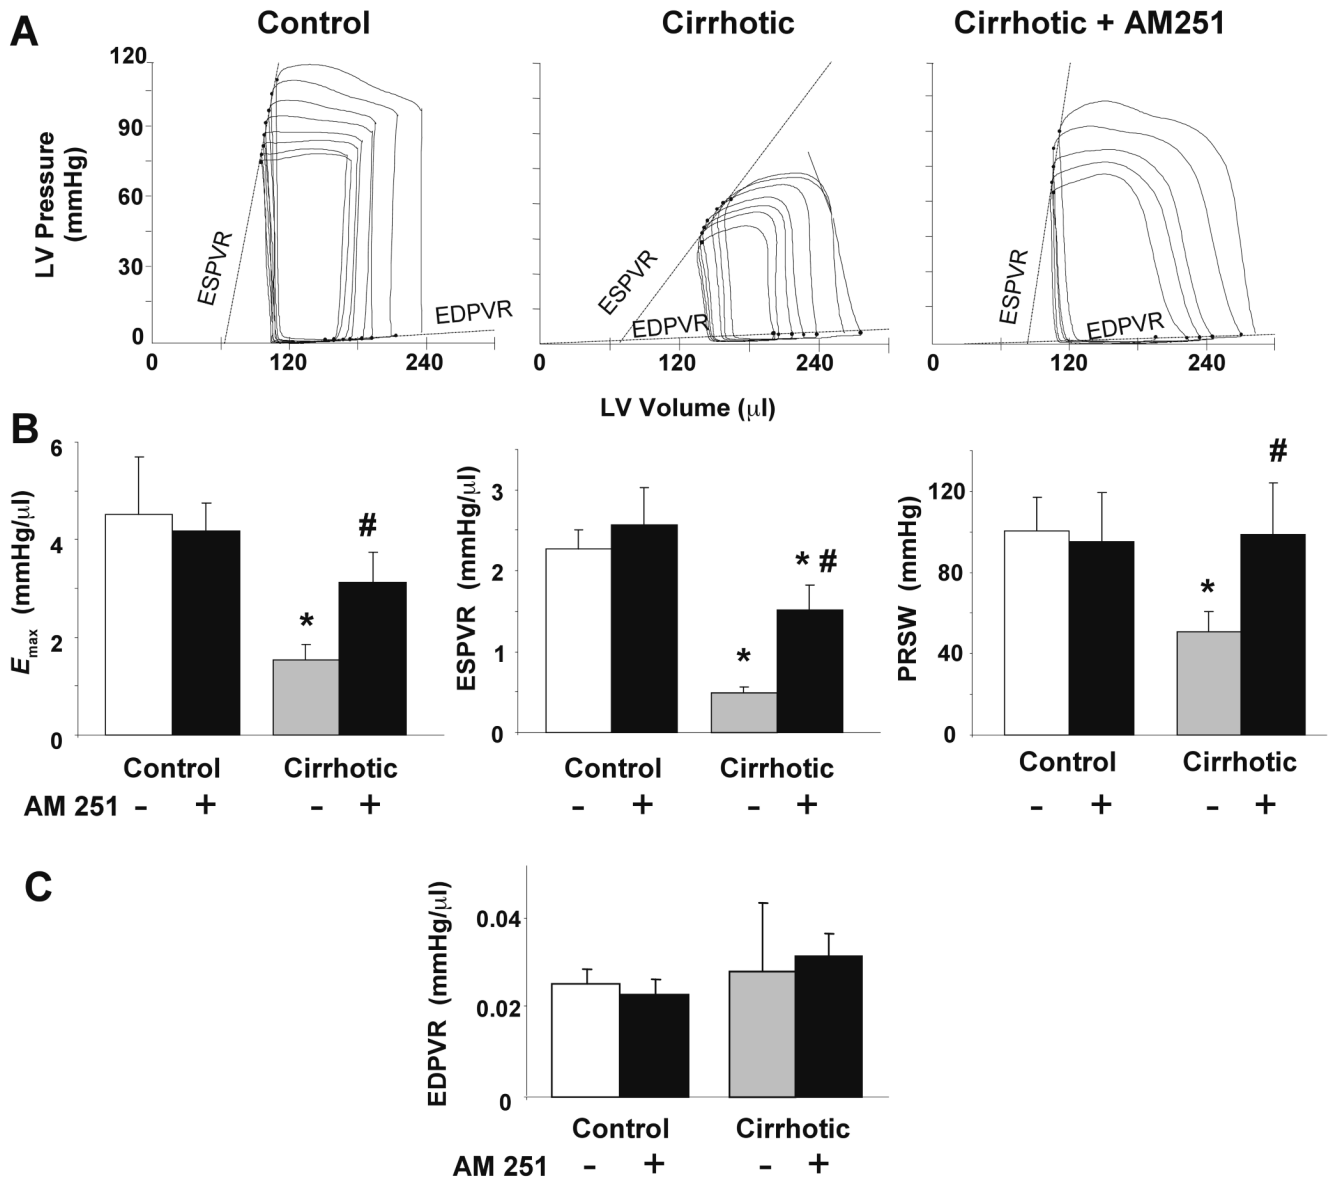 A
Control
Cirrhotic
Cirrhotic + AM251
LV Pressure
(mmHg)
120
90
60
30
0
ESPVR
EDPVR
0
120
240
ESPVR
EDPVR
0
120
240
ESPVR
EDPVR
0
120
240
LV Volume (μl)
B
Emax (mmHg/μl)
6
4
2
0
*
#
Control
Cirrhotic
ESPVR (mmHg/μl)
3
2
1
0
*
* #
Control
Cirrhotic
PRSW (mmHg)
120
80
40
0
*
#
Control
Cirrhotic
AM 251 - + - + - + - + - + - +
C
EDPVR (mmHg/μl)
0.04
0.02
0
Control
Cirrhotic
AM 251 - + - +